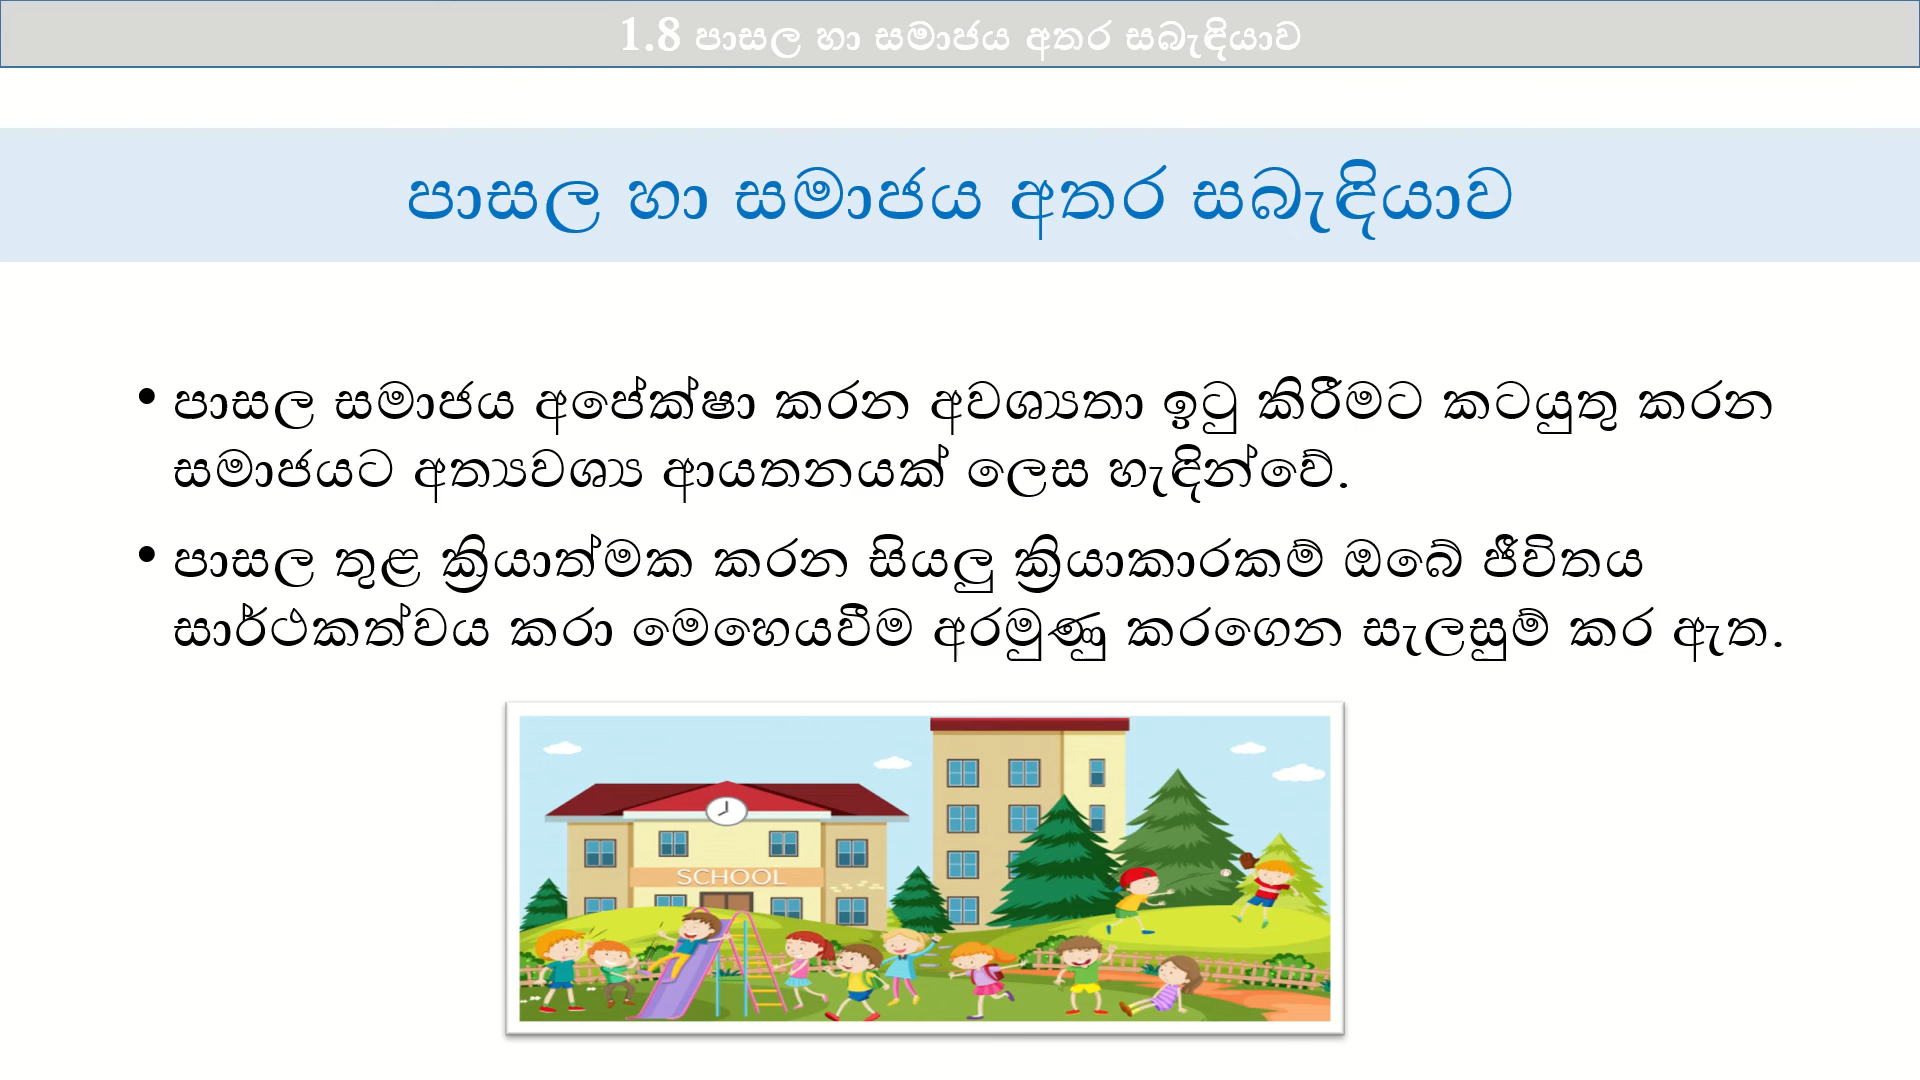 1.8 පාසල හා සමාජය අතර සබැඳියාව
පාසල හා සමාජය අතර සබැඳියාව
• පාසල සමාජය අපේක්ෂා කරන අවශ්‍යතා ඉටු කිරීමට කටයුතු කරන
සමාජයට අත්‍යවශ්‍ය ආයතනයක් ලෙස හැඳින්වේ.
• පාසල තුළ ක්‍රියාත්මක කරන සියලු ක්‍රියාකාරකම් ඔබේ ජීවිතය
සාර්ථකත්වය කරා මෙහෙයවීම අරමුණු කරගෙන සැලසුම් කර ඇත.
SCHOOL